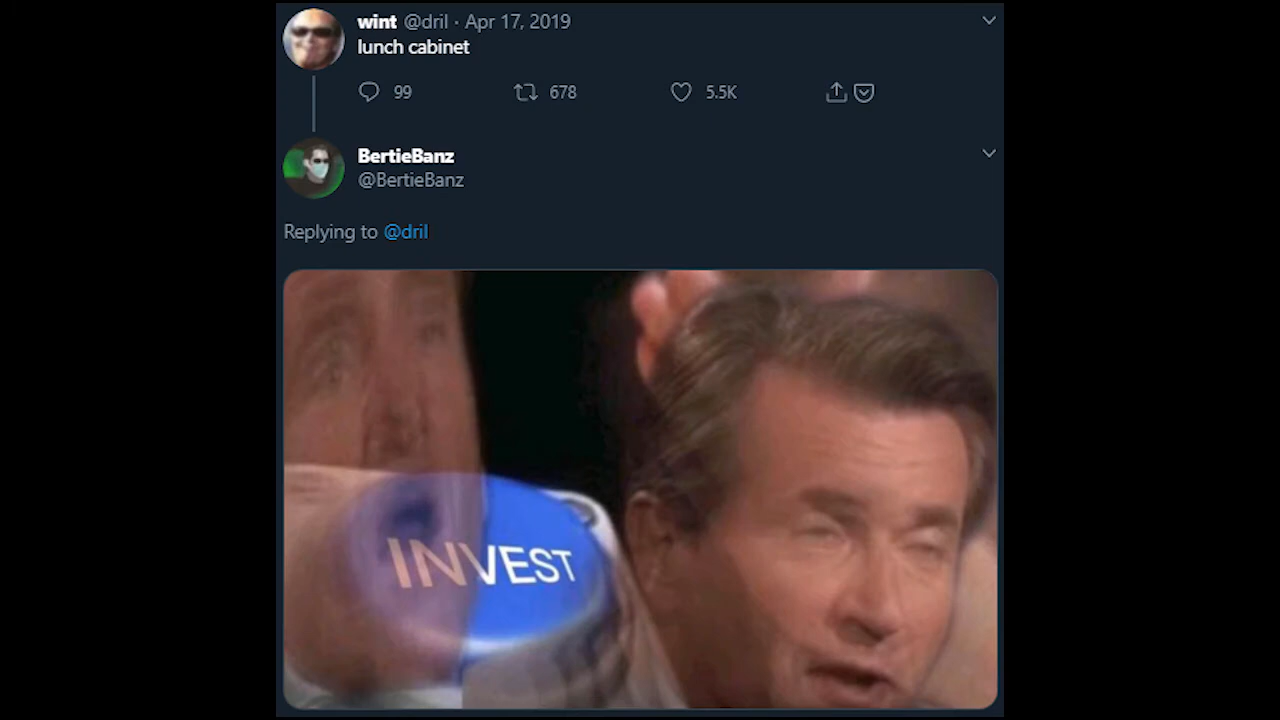 wint @dril · Apr 17, 2019
lunch cabinet
99 678 5.5K
BertieBanz
@BertieBanz
Replying to @dril
INVEST